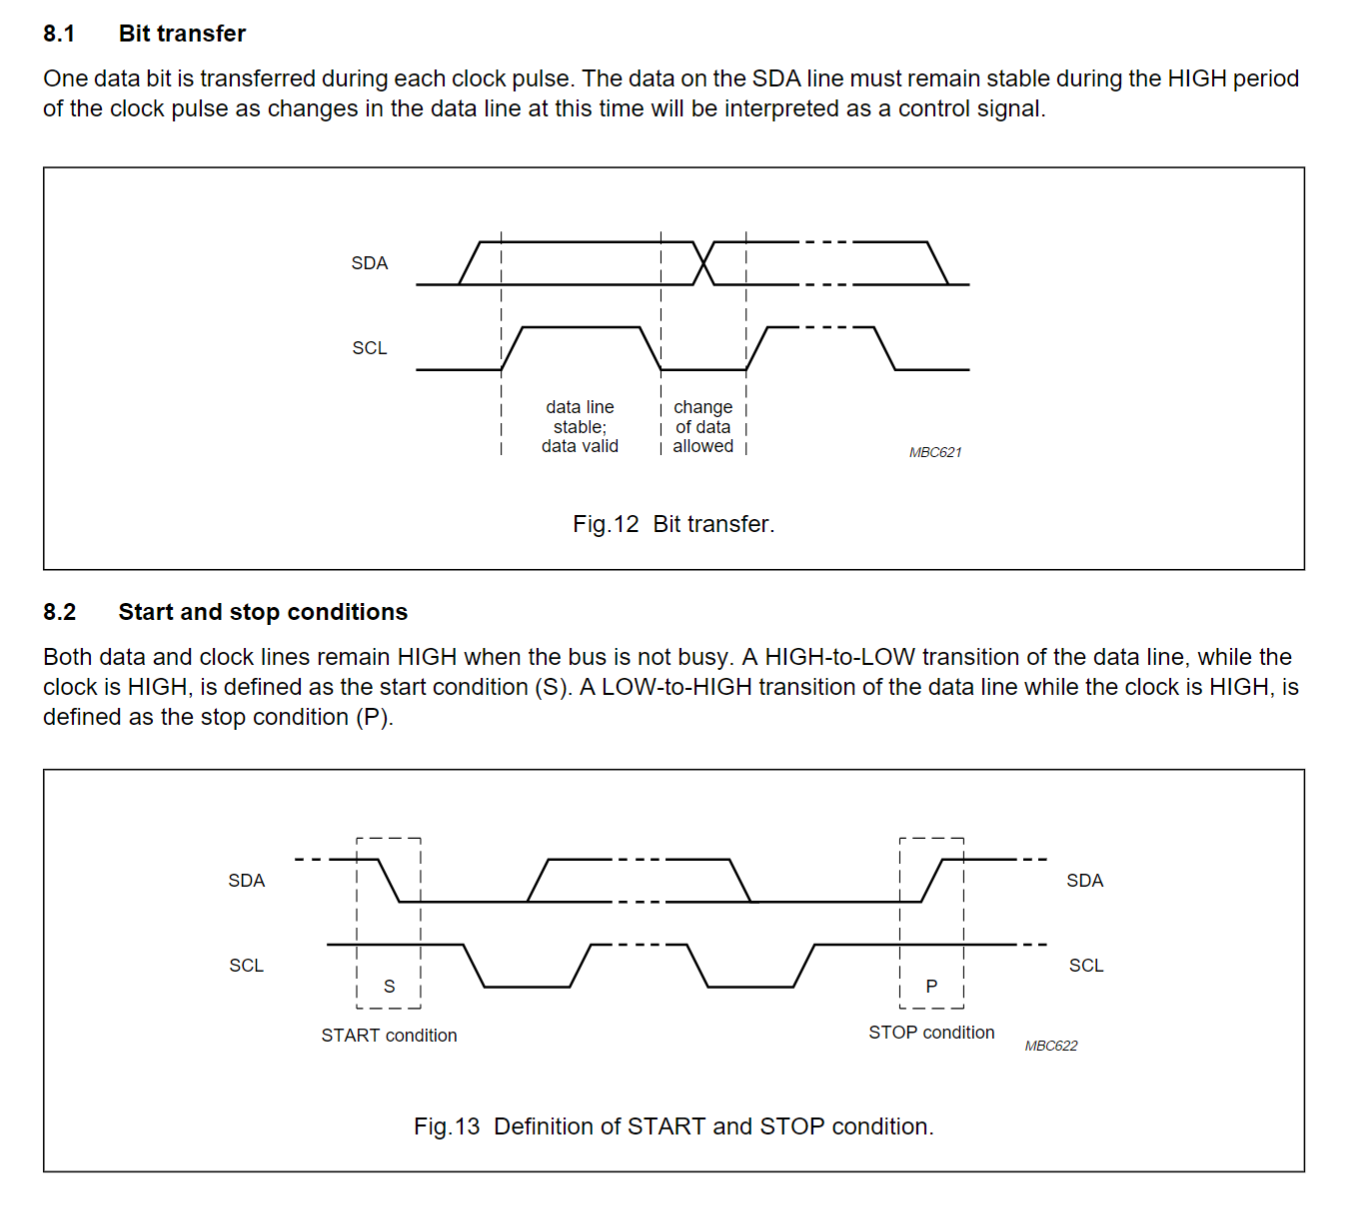 8.1 Bit transfer
One data bit is transferred during each clock pulse. The data on the SDA line must remain stable during the HIGH period
of the clock pulse as changes in the data line at this time will be interpreted as a control signal.
SDA
SCL
data line
stable;
data valid
change
of data
allowed
MBC621
Fig.12 Bit transfer.
8.2 Start and stop conditions
Both data and clock lines remain HIGH when the bus is not busy. A HIGH-to-LOW transition of the data line, while the
clock is HIGH, is defined as the start condition (S). A LOW-to-HIGH transition of the data line while the clock is HIGH, is
defined as the stop condition (P).
SDA
SDA
SCL
SCL
S
P
START condition
STOP condition
MBC622
Fig.13 Definition of START and STOP condition.